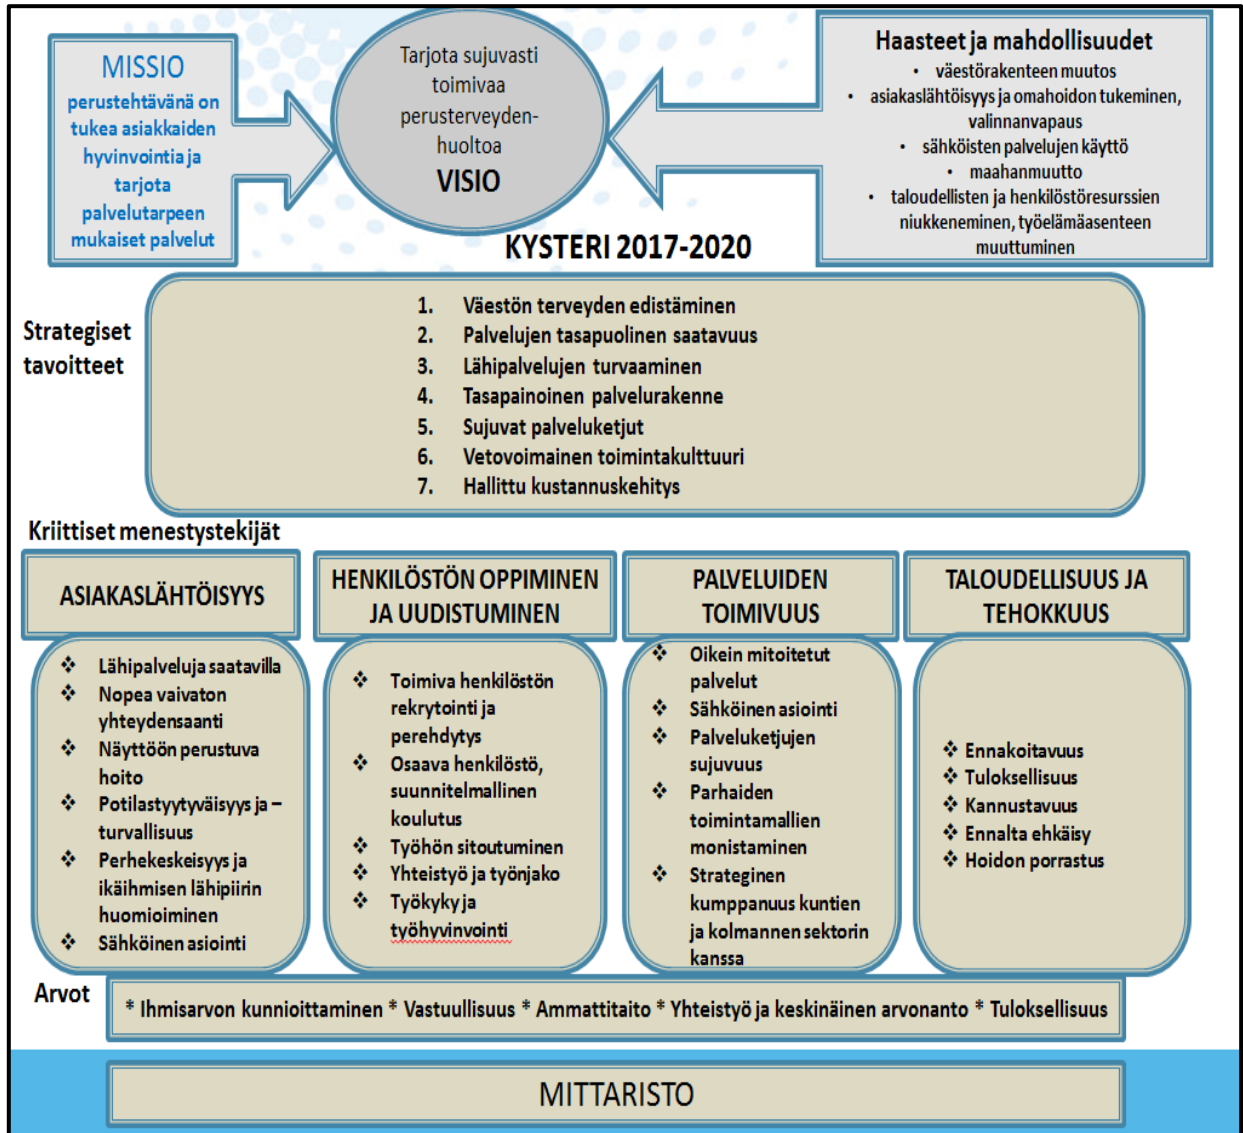 MISSIO
perustehtävänä on
tukea asiakkaiden
hyvinvointia ja
tarjota
palvelutarpeen
mukaiset palvelut
Tarjota sujuvasti
toimivaa
perusterveyden-
huoltoa
VISIO
Haasteet ja mahdollisuudet
• väestörakenteen muutos
• asiakaslähtöisyys ja omahoidon tukeminen,
valinnanvapaus
• sähköisten palvelujen käyttö
• maahanmuutto
• taloudellisten ja henkilöstöresurssien
niukkeneminen, työelämäasenteen
muuttuminen
KYSTERI 2017-2020
Strategiset
tavoitteet
1. Väestön terveyden edistäminen
2. Palvelujen tasapuolinen saatavuus
3. Lähipalvelujen turvaaminen
4. Tasapainoinen palvelurakenne
5. Sujuvat palveluketjut
6. Vetovoimainen toimintakulttuuri
7. Hallittu kustannuskehitys
Kriittiset menestystekijät
ASIAKASLÄHTÖISYYS
❖ Lähipalveluja saatavilla
❖ Nopea vaivaton
yhteydensaanti
❖ Näyttöön perustuva
hoito
❖ Potilastyytyväisyys ja –
turvallisuus
❖ Perhekeskeisyys ja
ikäihmisen lähipiirin
huomioiminen
❖ Sähköinen asiointi
HENKILÖSTÖN OPPIMINEN
JA UUDISTUMINEN
❖ Toimiva henkilöstön
rekrytointi ja
perehdytys
❖ Osaava henkilöstö,
suunnitelmallinen
koulutus
❖ Työhön sitoutuminen
❖ Yhteistyö ja työnjako
❖ Työkyky ja
työhyvinvointi
PALVELUIDEN
TOIMIVUUS
❖ Oikein mitoitetut
palvelut
❖ Sähköinen asiointi
❖ Palveluketjujen
sujuvuus
❖ Parhaiden
toimintamallien
monistaminen
❖ Strateginen
kumppanuus kuntien
ja kolmannen sektorin
kanssa
TALOUDELLISUUS JA
TEHOKKUUS
❖ Ennakoitavuus
❖ Tuloksellisuus
❖ Kannustavuus
❖ Ennalta ehkäisy
❖ Hoidon porrastus
Arvot
* Ihmisarvon kunnioittaminen * Vastuullisuus * Ammattitaito * Yhteistyö ja keskinäinen arvonanto * Tuloksellisuus
MITTARISTO